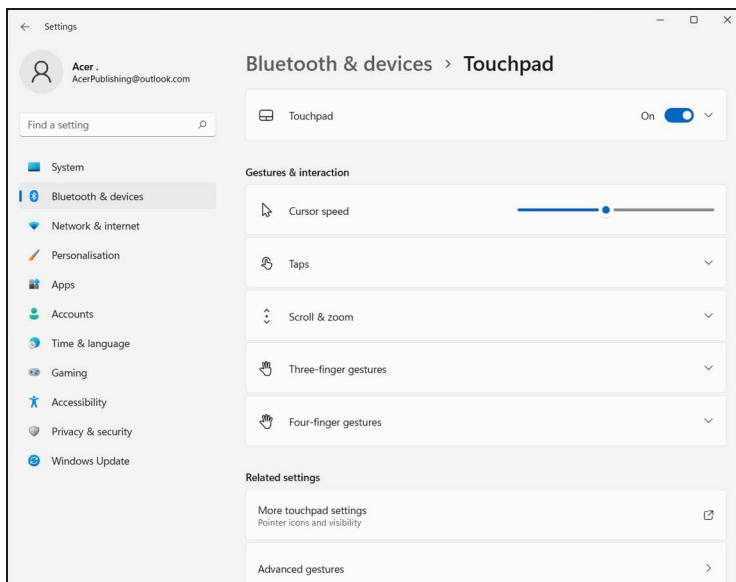 Settings
Acer .
AcerPublishing@outlook.com
Find a setting
System
Bluetooth & devices
Network & internet
Personalisation
Apps
Accounts
Time & language
Gaming
Accessibility
Privacy & security
Windows Update
Bluetooth & devices > Touchpad
Touchpad
On
Gestures & interaction
Cursor speed
Taps
Scroll & zoom
Three-finger gestures
Four-finger gestures
Related settings
More touchpad settings
Pointer icons and visibility
Advanced gestures